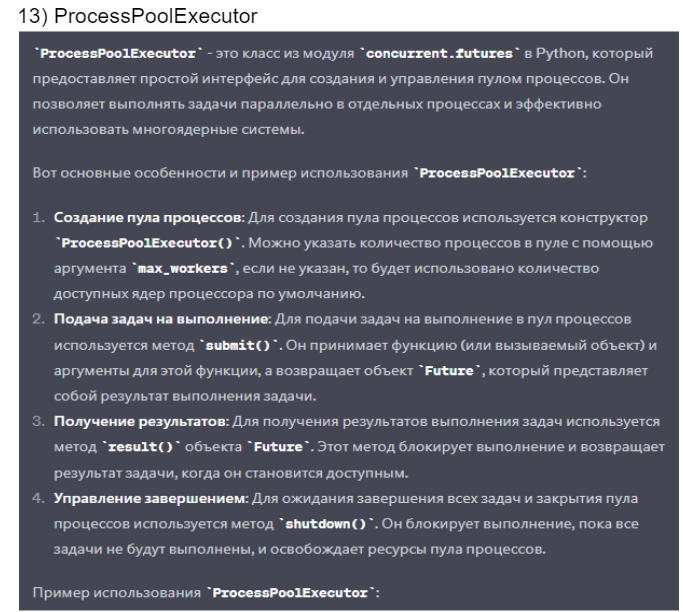 13) ProcessPoolExecutor
`ProcessPoolExecutor` - это класс из модуля `concurrent.futures` в Python, который
предоставляет простой интерфейс для создания и управления пулом процессов. Он
позволяет выполнять задачи параллельно в отдельных процессах и эффективно
использовать многоядерные системы.
Вот основные особенности и пример использования `ProcessPoolExecutor`:
1. Создание пула процессов: Для создания пула процессов используется конструктор
`ProcessPoolExecutor()`. Можно указать количество процессов в пуле с помощью
аргумента `max_workers`, если не указан, то будет использовано количество
доступных ядер процессора по умолчанию.
2. Подача задач на выполнение: Для подачи задач на выполнение в пул процессов
используется метод `submit()`. Он принимает функцию (или вызываемый объект) и
аргументы для этой функции, а возвращает объект `Future`, который представляет
собой результат выполнения задачи.
3. Получение результатов: Для получения результатов выполнения задач используется
метод `result()` объекта `Future`. Этот метод блокирует выполнение и возвращает
результат задачи, когда он становится доступным.
4. Управление завершением: Для ожидания завершения всех задач и закрытия пула
процессов используется метод `shutdown()`. Он блокирует выполнение, пока все
задачи не будут выполнены, и освобождает ресурсы пула процессов.
Пример использования `ProcessPoolExecutor`: